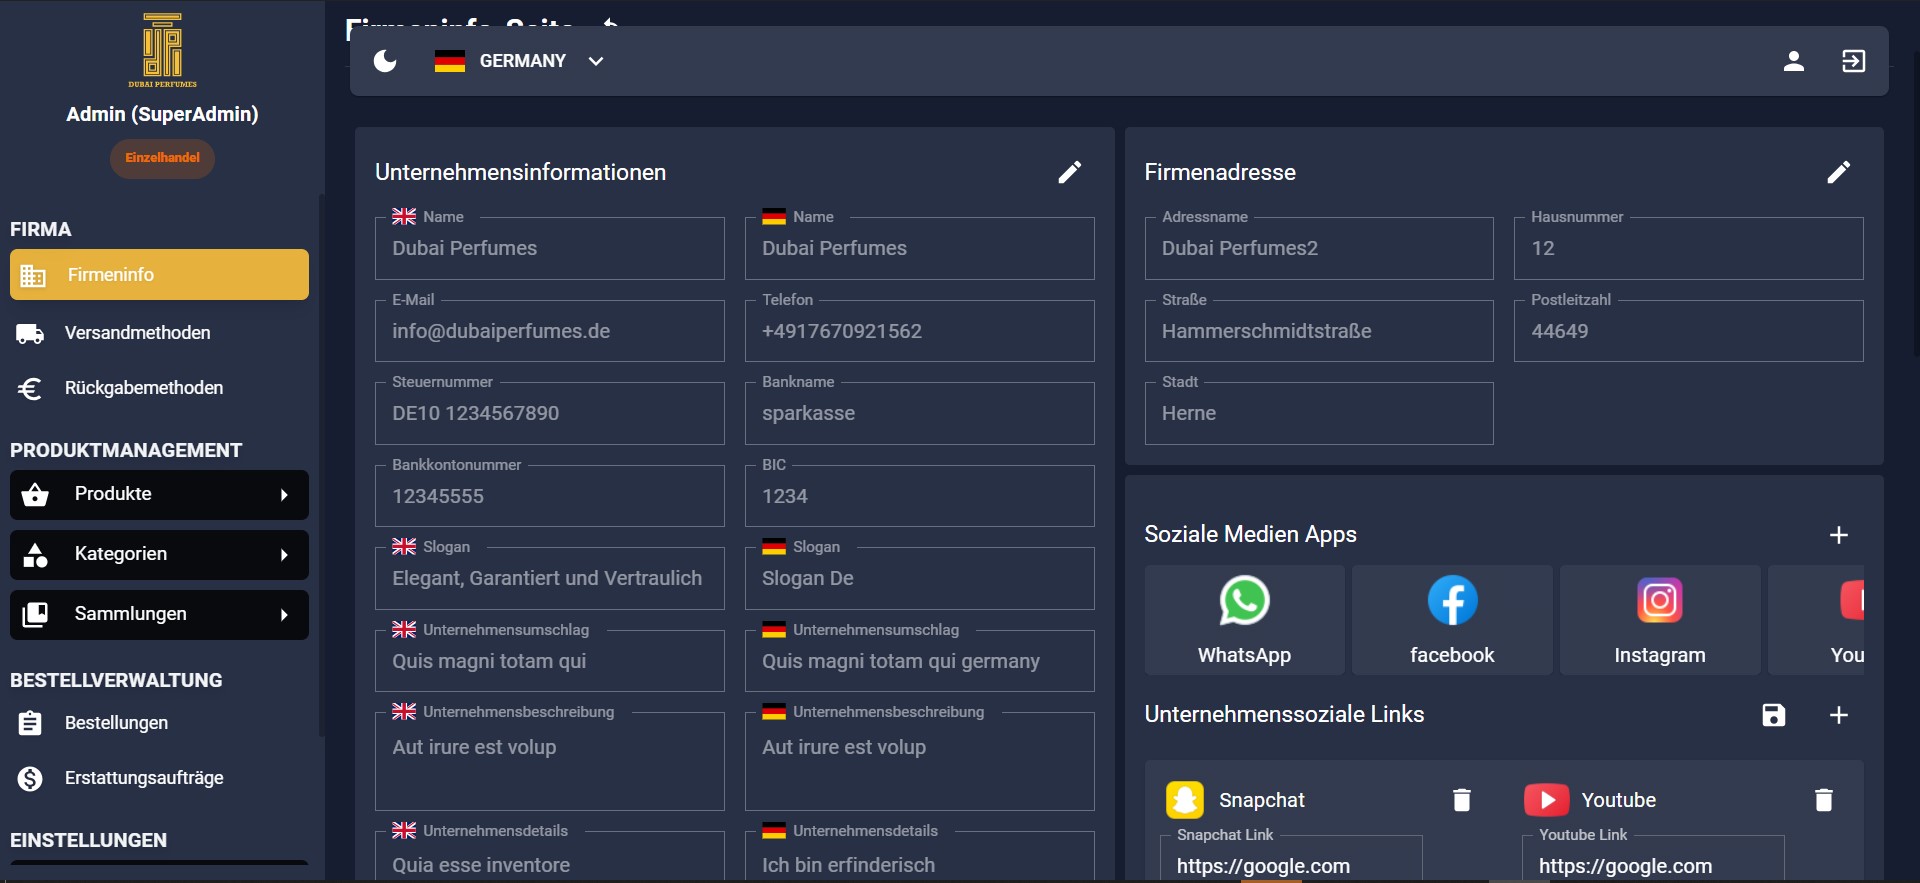 DUBAI PERFUMES
Admin (SuperAdmin)
Einzelhandel
FIRMA
Firmeninfo
Versandmethoden
Rückgabemethoden
PRODUKTMANAGEMENT
Produkte
Kategorien
Sammlungen
BESTELLVERWALTUNG
Bestellungen
Erstattungsaufträge
EINSTELLUNGEN
GERMANY
Unternehmensinformationen
Name
Dubai Perfumes
Name
Dubai Perfumes
E-Mail
info@dubaiperfumes.de
Telefon
+4917670921562
Steuernummer
DE10 1234567890
Bankname
sparkasse
Bankkontonummer
12345555
BIC
1234
Slogan
Elegant, Garantiert und Vertraulich
Slogan
Slogan De
Unternehmensumschlag
Quis magni totam qui
Unternehmensumschlag
Quis magni totam qui germany
Unternehmensbeschreibung
Aut irure est volup
Unternehmensbeschreibung
Aut irure est volup
Unternehmensdetails
Quia esse inventore
Unternehmensdetails
Ich bin erfinderisch
Firmenadresse
Adressname
Dubai Perfumes2
Hausnummer
12
Straße
Hammerschmidtstraße
Postleitzahl
44649
Stadt
Herne
Soziale Medien Apps
WhatsApp
facebook
Instagram
You
Unternehmenssoziale Links
Snapchat
Snapchat Link
https://google.com
Youtube
Youtube Link
https://google.com